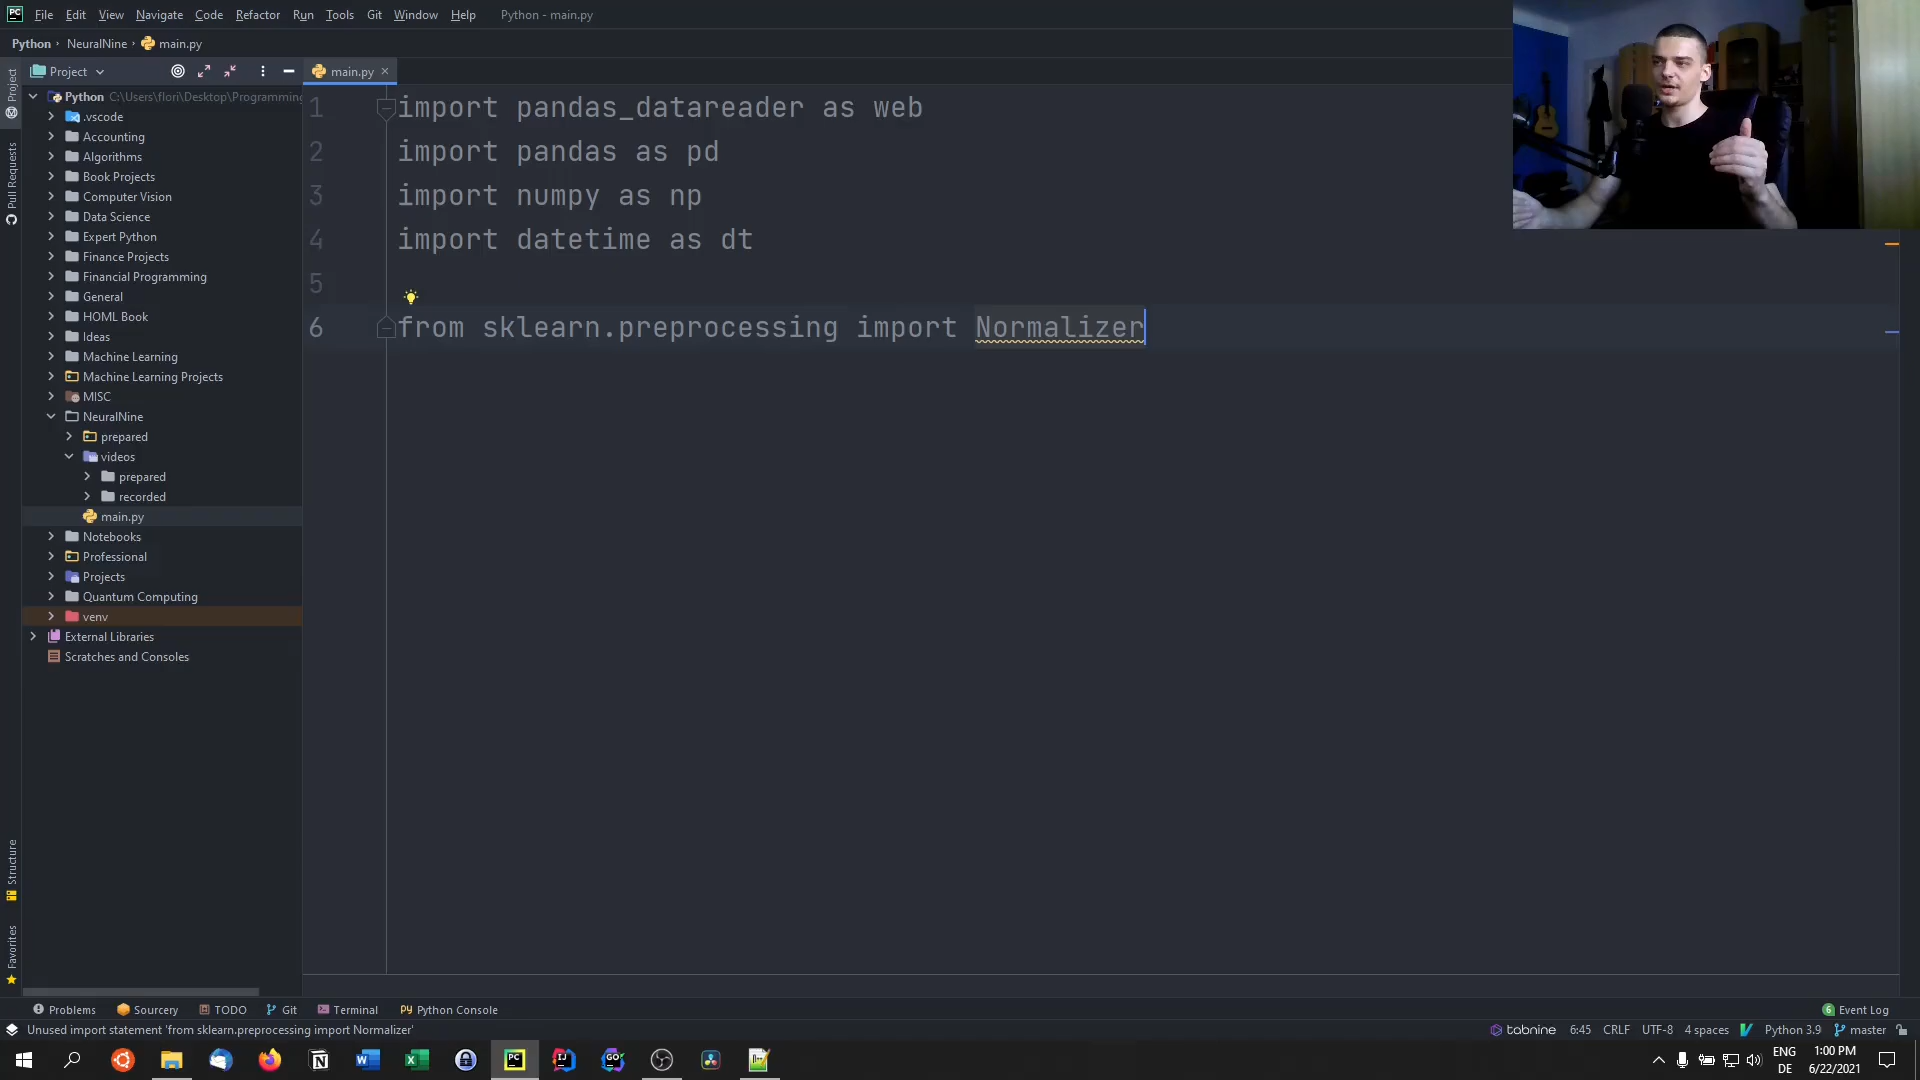 File Edit View Navigate Code Refactor Run Tools Git Window Help Python - main.py
Python NeuralNine main.py
Project
main.py
Project
Pull Requests
Structure
Favorites
Python C:\Users\flori\Desktop\Programming
.vscode
Accounting
Algorithms
Book Projects
Computer Vision
Data Science
Expert Python
Finance Projects
Financial Programming
General
HOML Book
Ideas
Machine Learning
Machine Learning Projects
MISC
NeuralNine
prepared
videos
prepared
recorded
main.py
Notebooks
Professional
Projects
Quantum Computing
venv
External Libraries
Scratches and Consoles
1 import pandas_datareader as web
2 import pandas as pd
3 import numpy as np
4 import datetime as dt
5
6 from sklearn.preprocessing import Normalizer
Problems Sourcery TODO Git Terminal Python Console 6 Event Log
Unused import statement 'from sklearn.preprocessing import Normalizer' tabnine 6:45 CRLF UTF-8 4 spaces Python 3.9 master
ENG 1:00 PM
DE 6/22/2021